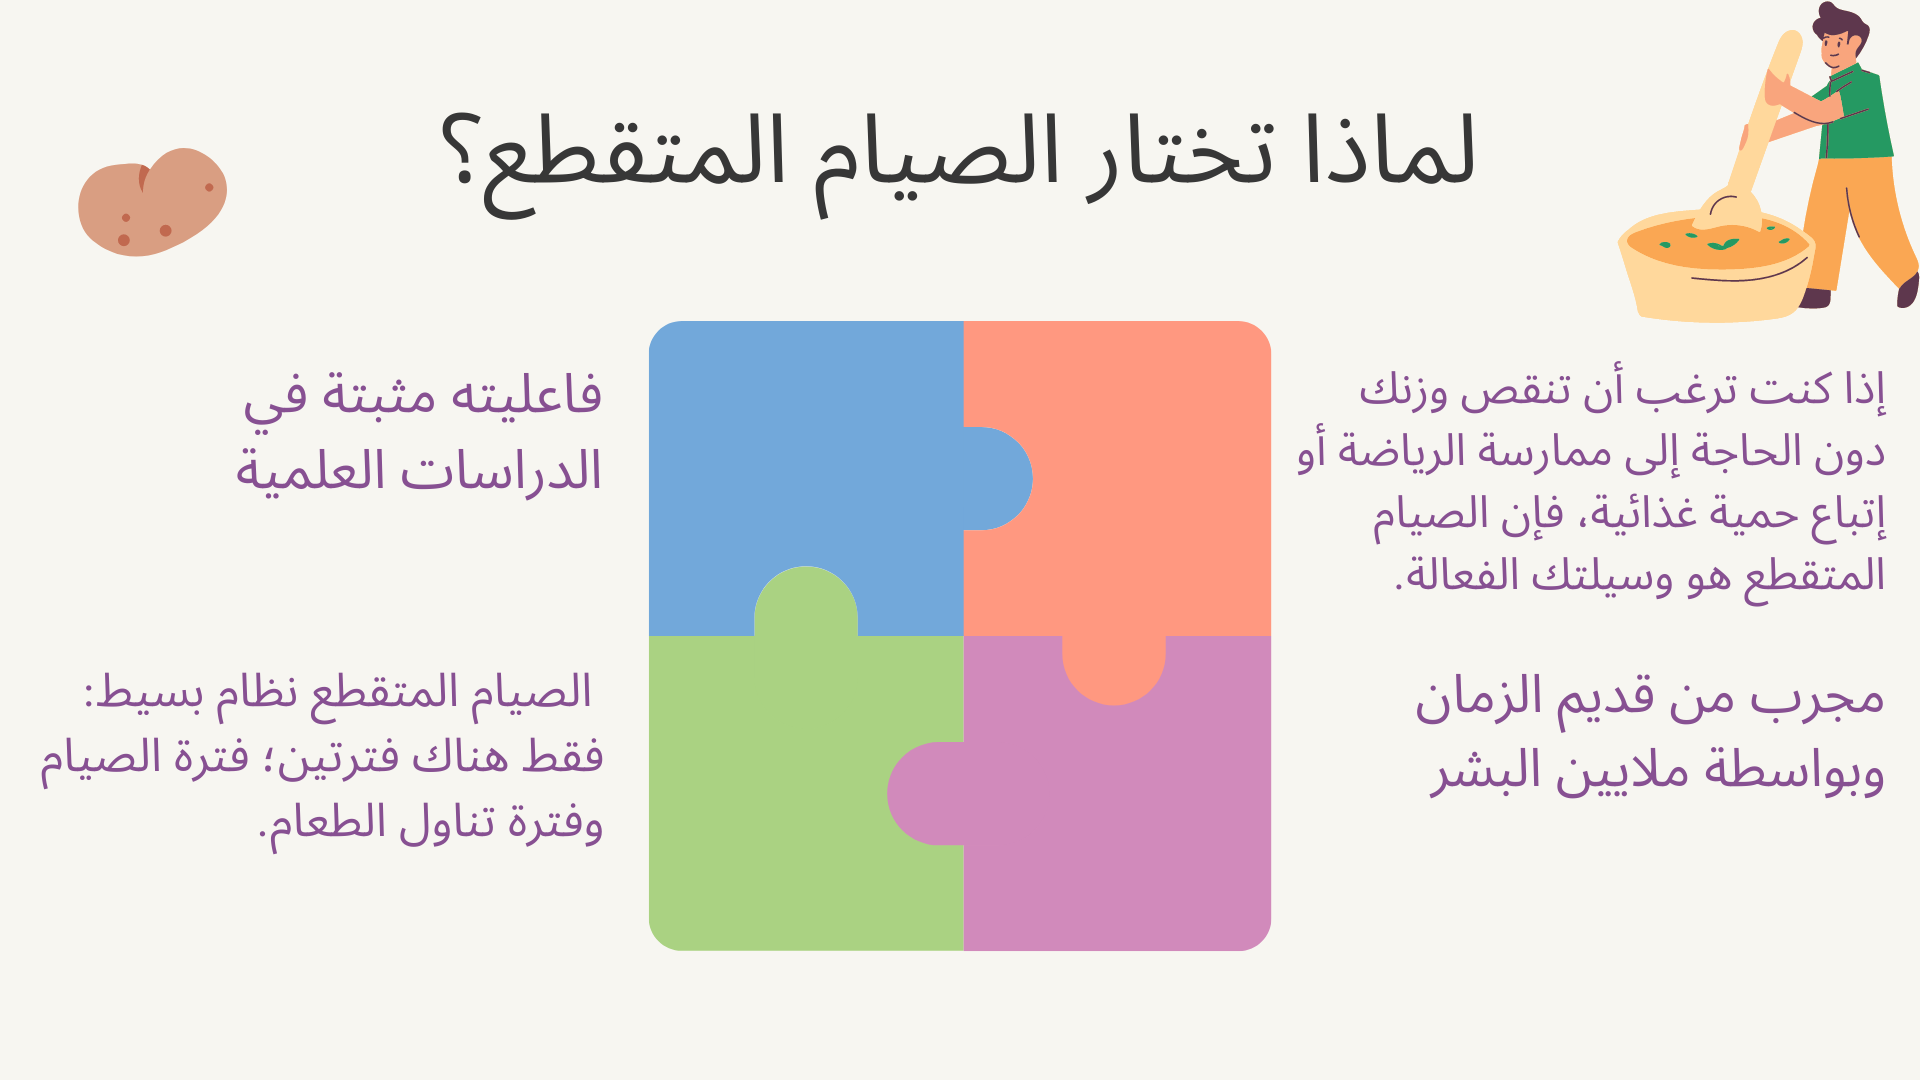 لماذا تختار الصيام المتقطع؟
إذا كنت ترغب أن تنقص وزنك
دون الحاجة إلى ممارسة الرياضة أو
إتباع حمية غذائية، فإن الصيام
المتقطع هو وسيلتك الفعالة.
فاعليته مثبتة في
الدراسات العلمية
مجرب من قديم الزمان
وبواسطة ملايين البشر
الصيام المتقطع نظام بسيط:
فقط هناك فترتين؛ فترة الصيام
وفترة تناول الطعام.